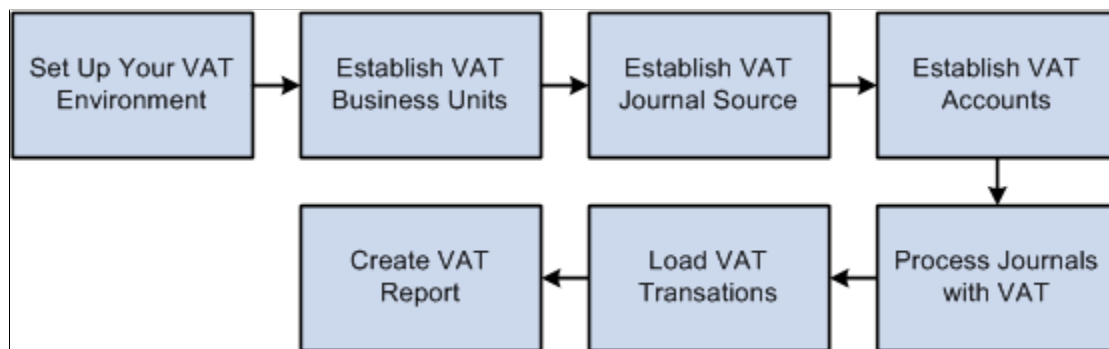 Set Up Your VAT
Environment
Establish VAT
Business Units
Establish VAT
Journal Source
Establish VAT
Accounts
Process Journals
with VAT
Load VAT
Transations
Create VAT
Report